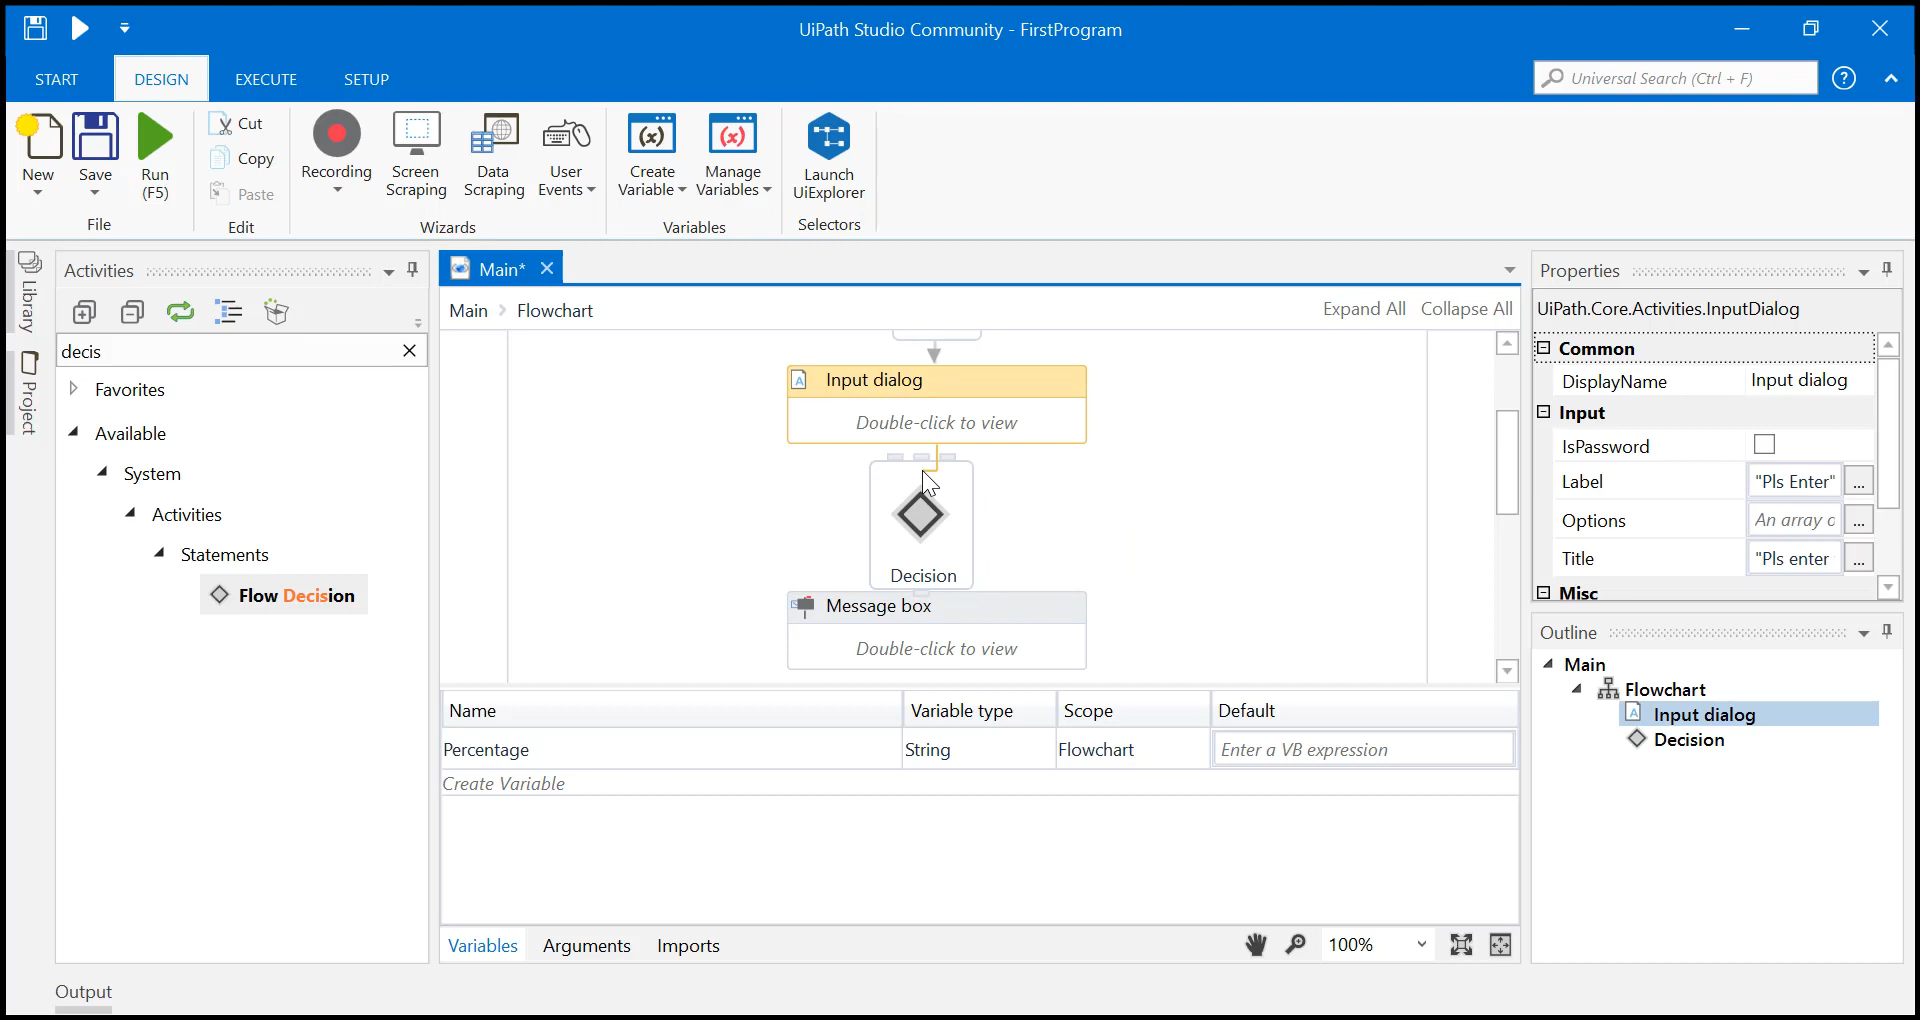 UiPath Studio Community - FirstProgram
START DESIGN EXECUTE SETUP
Universal Search (Ctrl + F)
?
New
Save
Run
(F5)
File
Cut
Copy
Paste
Edit
Recording
Screen
Scraping
Data
Scraping
User
Events
Wizards
Create
Variable
Manage
Variables
Variables
Launch
UiExplorer
Selectors
Library
Project
Activities
decis
Favorites
Available
System
Activities
Statements
Flow Decision
Main*
Main > Flowchart
Expand All Collapse All
Input dialog
Double-click to view
Decision
Message box
Double-click to view
Name Variable type Scope Default
Percentage String Flowchart Enter a VB expression
Create Variable
Variables Arguments Imports
100%
Properties
UiPath.Core.Activities.InputDialog
Common
DisplayName Input dialog
Input
IsPassword
Label "Pls Enter" ...
Options An array o ...
Title "Pls enter ...
Misc
Outline
Main
Flowchart
Input dialog
Decision
Output